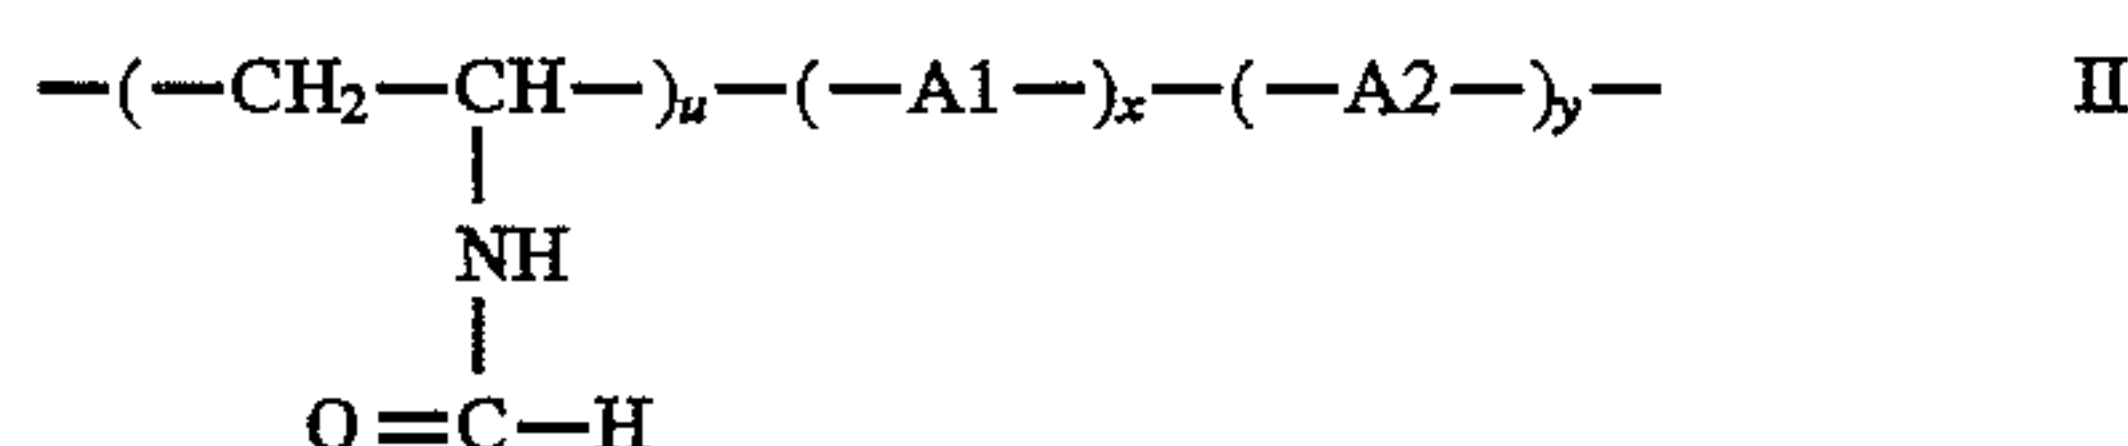 —(—CH₂—CH—)u—(—A1—)x—(—A2—)y— II
NH
O=C—H